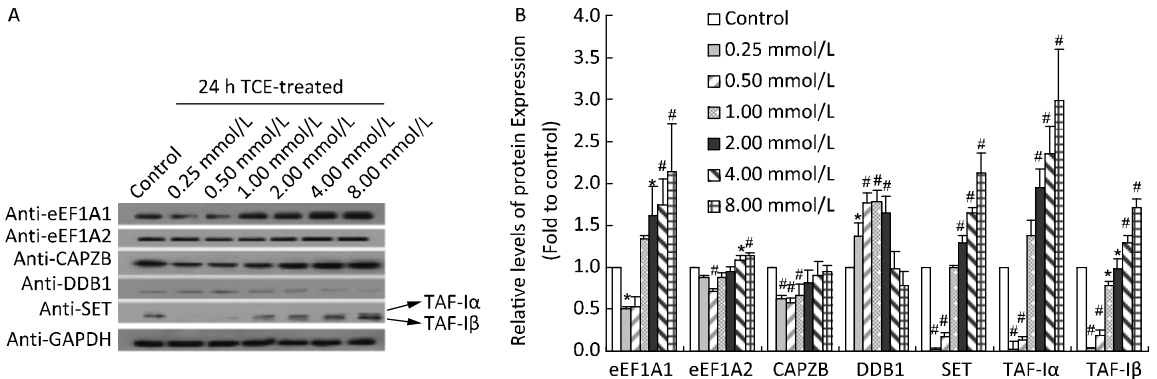 A
24 h TCE-treated
Control
0.25 mmol/L
0.50 mmol/L
1.00 mmol/L
2.00 mmol/L
4.00 mmol/L
8.00 mmol/L
Anti-eEF1A1
Anti-eEF1A2
Anti-CAPZB
Anti-DDB1
Anti-SET
Anti-GAPDH
TAF-Iα
TAF-Iβ
B
Relative levels of protein Expression
(Fold to control)
4.0
3.5
3.0
2.5
2.0
1.5
1.0
0.5
0.0
Control
0.25 mmol/L
0.50 mmol/L
1.00 mmol/L
2.00 mmol/L
4.00 mmol/L
8.00 mmol/L
* * # #
# * #
# # #
* # # #
# # # # #
# # # # #
# # * * # #
eEF1A1 eEF1A2 CAPZB DDB1 SET TAF-Iα TAF-Iβ